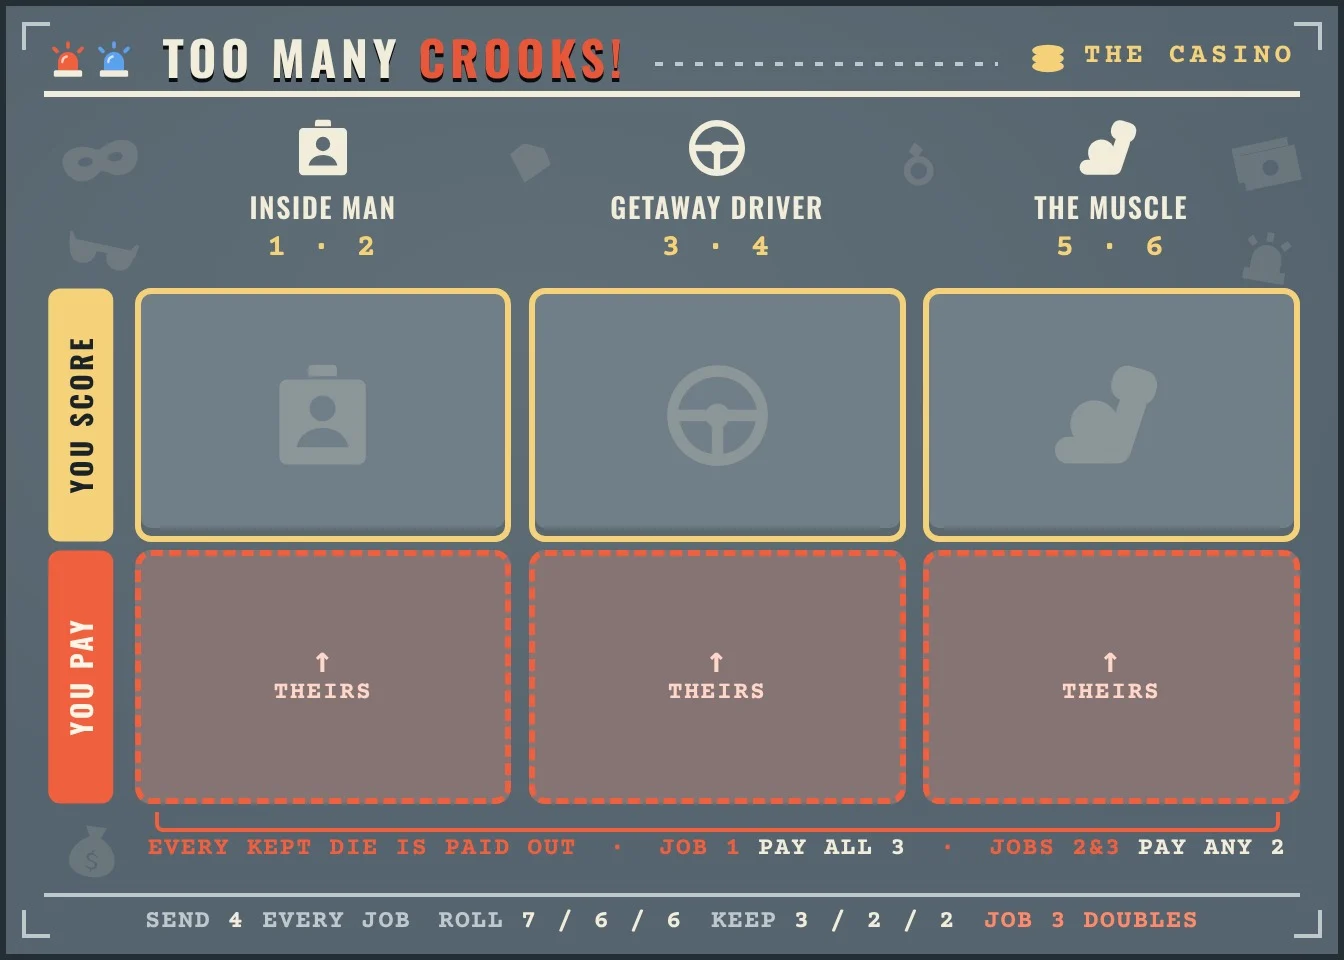 TOO MANY CROOKS!
THE CASINO
INSIDE MAN
1 · 2
GETAWAY DRIVER
3 · 4
THE MUSCLE
5 · 6
YOU SCORE
YOU PAY
↑
THEIRS
↑
THEIRS
↑
THEIRS
$
EVERY KEPT DIE IS PAID OUT · JOB 1 PAY ALL 3 · JOBS 2&3 PAY ANY 2
SEND 4 EVERY JOB ROLL 7 / 6 / 6 KEEP 3 / 2 / 2 JOB 3 DOUBLES